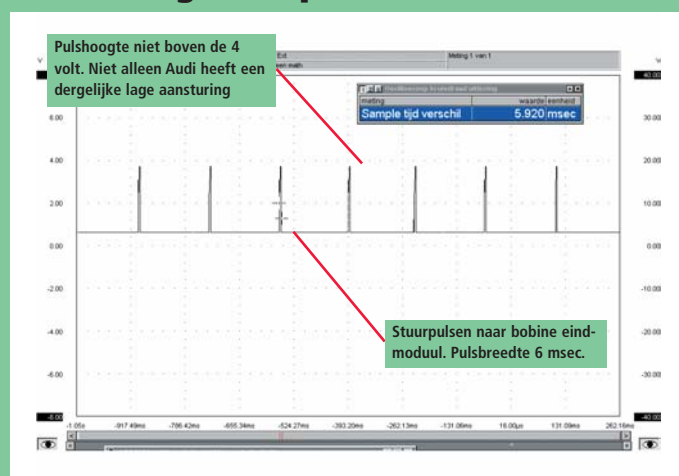 Pulshoogte niet boven de 4
volt. Niet alleen Audi heeft een
dergelijke lage aansturing
Ext
Meting 1 van 1
V
V
40.00
meting waarde eenheid
Sample tijd verschil 5.920 msec
6.00 30.00
4.00 20.00
2.00 10.00
0.00 0.00
-2.00 -10.00
-4.00 -20.00
Stuurpulsen naar bobine eind-
moduul. Pulsbreedte 6 msec.
-6.00 -30.00
-8.00 -40.00
-1.05s -917.49ms -786.42ms -655.34ms -524.27ms -393.20ms -262.13ms -131.06ms 16.00µs 131.09ms 262.16ms